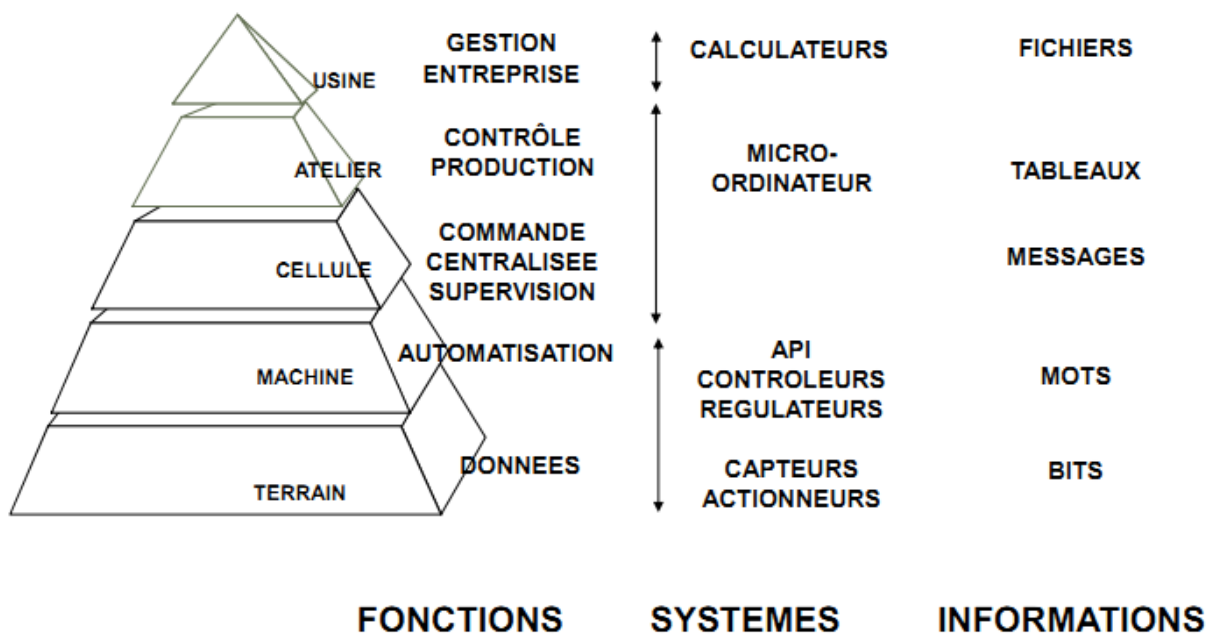 GESTION
ENTREPRISE
CALCULATEURS
FICHIERS
USINE
CONTRÔLE
PRODUCTION
MICRO-
ORDINATEUR
TABLEAUX
ATELIER
COMMANDE
CENTRALISEE
SUPERVISION
MESSAGES
CELLULE
AUTOMATISATION
API
CONTROLEURS
REGULATEURS
MOTS
MACHINE
DONNEES
CAPTEURS
ACTIONNEURS
BITS
TERRAIN
FONCTIONS
SYSTEMES
INFORMATIONS